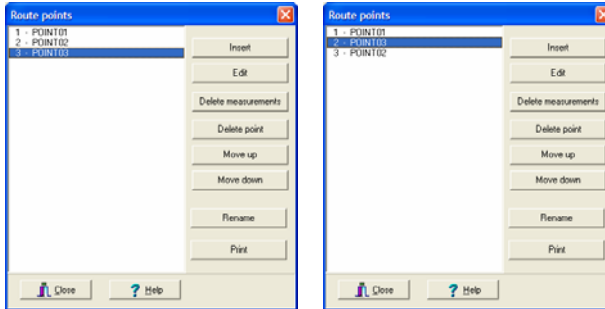 Route points
1 - POINT01
2 - POINT02
3 - POINT03
Insert
Edit
Delete measurements
Delete point
Move up
Move down
Rename
Print
Close
Help
Route points
1 - POINT01
2 - POINT03
3 - POINT02
Insert
Edit
Delete measurements
Delete point
Move up
Move down
Rename
Print
Close
Help